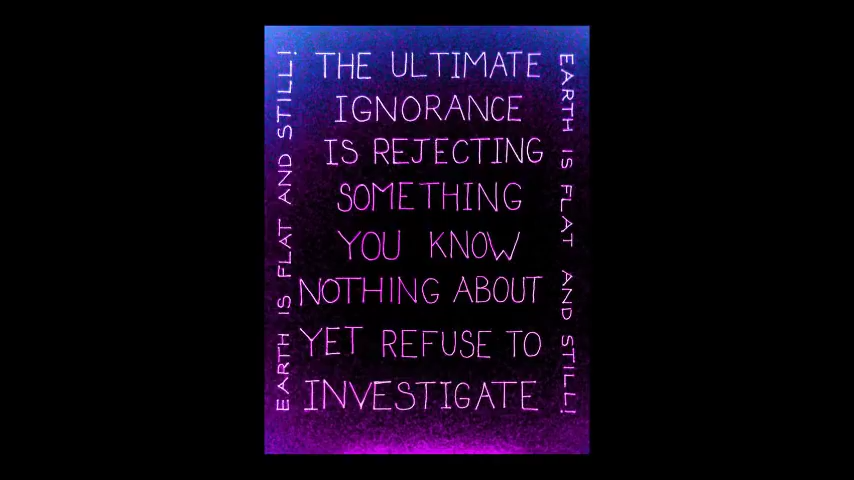 THE ULTIMATE
IGNORANCE
IS REJECTING
SOMETHING
YOU KNOW
NOTHING ABOUT
YET REFUSE TO
INVESTIGATE
EARTH IS FLAT AND STILL!
EARTH IS FLAT AND STILL!